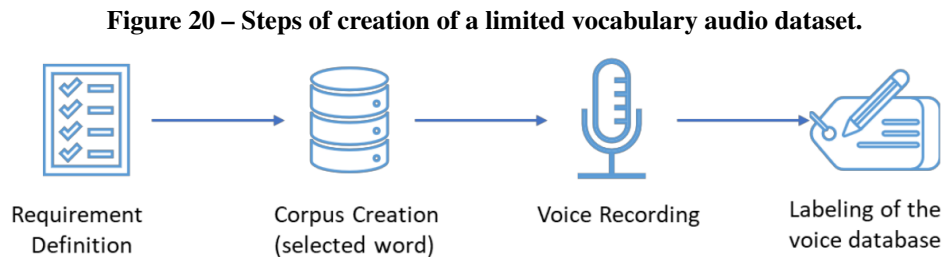 Figure 20 – Steps of creation of a limited vocabulary audio dataset.
Requirement
Definition
Corpus Creation
(selected word)
Voice Recording
Labeling of the
voice database